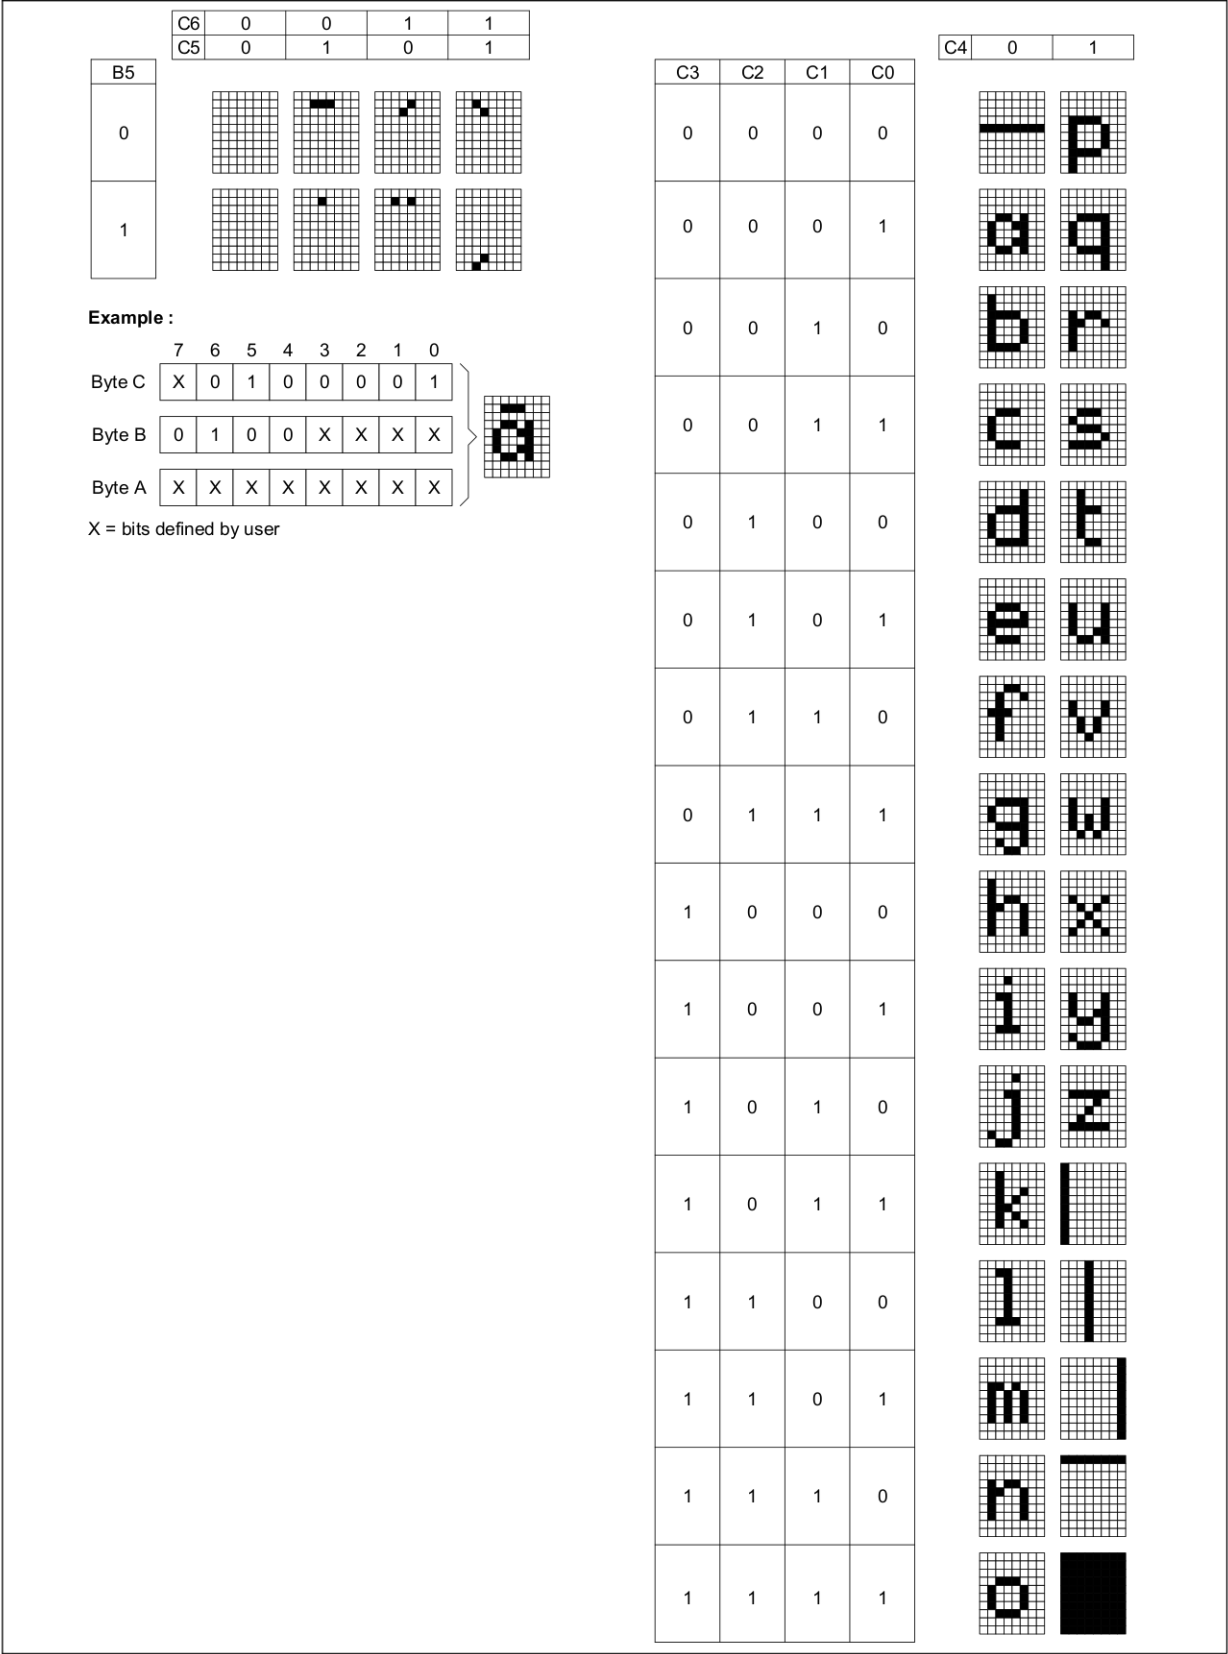 C6 0 0 1 1
C5 0 1 0 1
B5
0
1
Example :
7 6 5 4 3 2 1 0
Byte C X 0 1 0 0 0 0 1
Byte B 0 1 0 0 X X X X
Byte A X X X X X X X X
ā
X = bits defined by user
C4 0 1
C3 C2 C1 C0
0 0 0 0 p
0 0 0 1 a q
0 0 1 0 b r
0 0 1 1 c s
0 1 0 0 d t
0 1 0 1 e u
0 1 1 0 f v
0 1 1 1 g w
1 0 0 0 h x
1 0 0 1 i y
1 0 1 0 j z
1 0 1 1 k
1 1 0 0 l
1 1 0 1 m
1 1 1 0 n
1 1 1 1 o